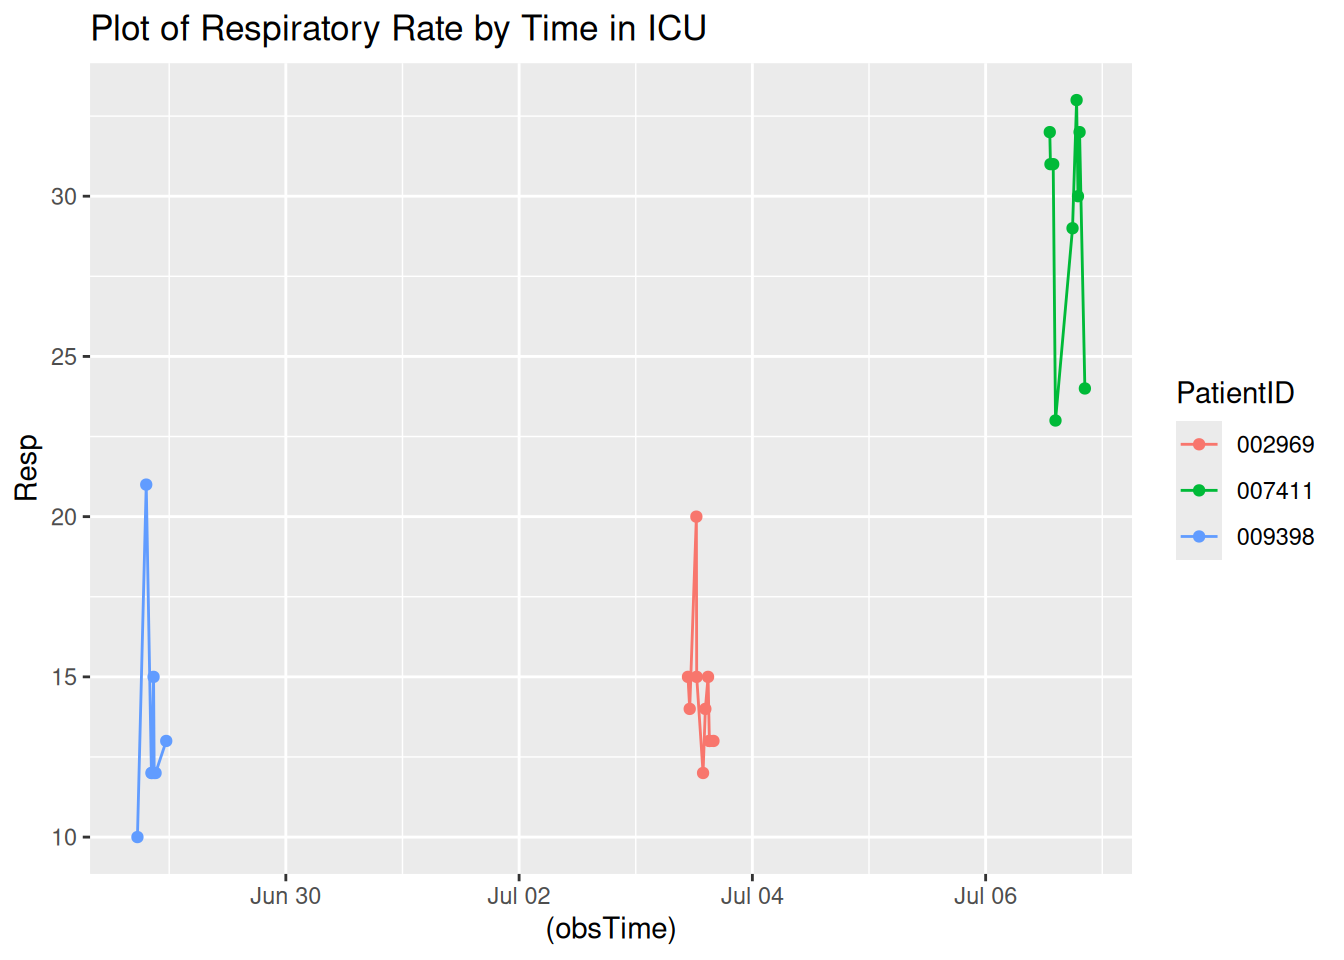 Plot of Respiratory Rate by Time in ICU
30
25
20
15
10
Resp
Jun 30 Jul 02 Jul 04 Jul 06
(obsTime)
PatientID
002969
007411
009398